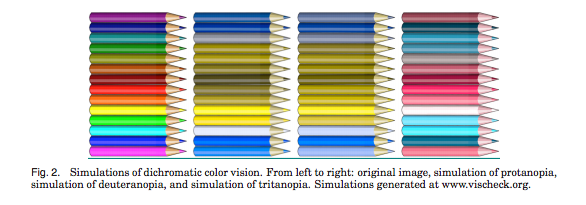 Fig. 2. Simulations of dichromatic color vision. From left to right: original image, simulation of protanopia,
simulation of deuteranopia, and simulation of tritanopia. Simulations generated at www.vischeck.org.